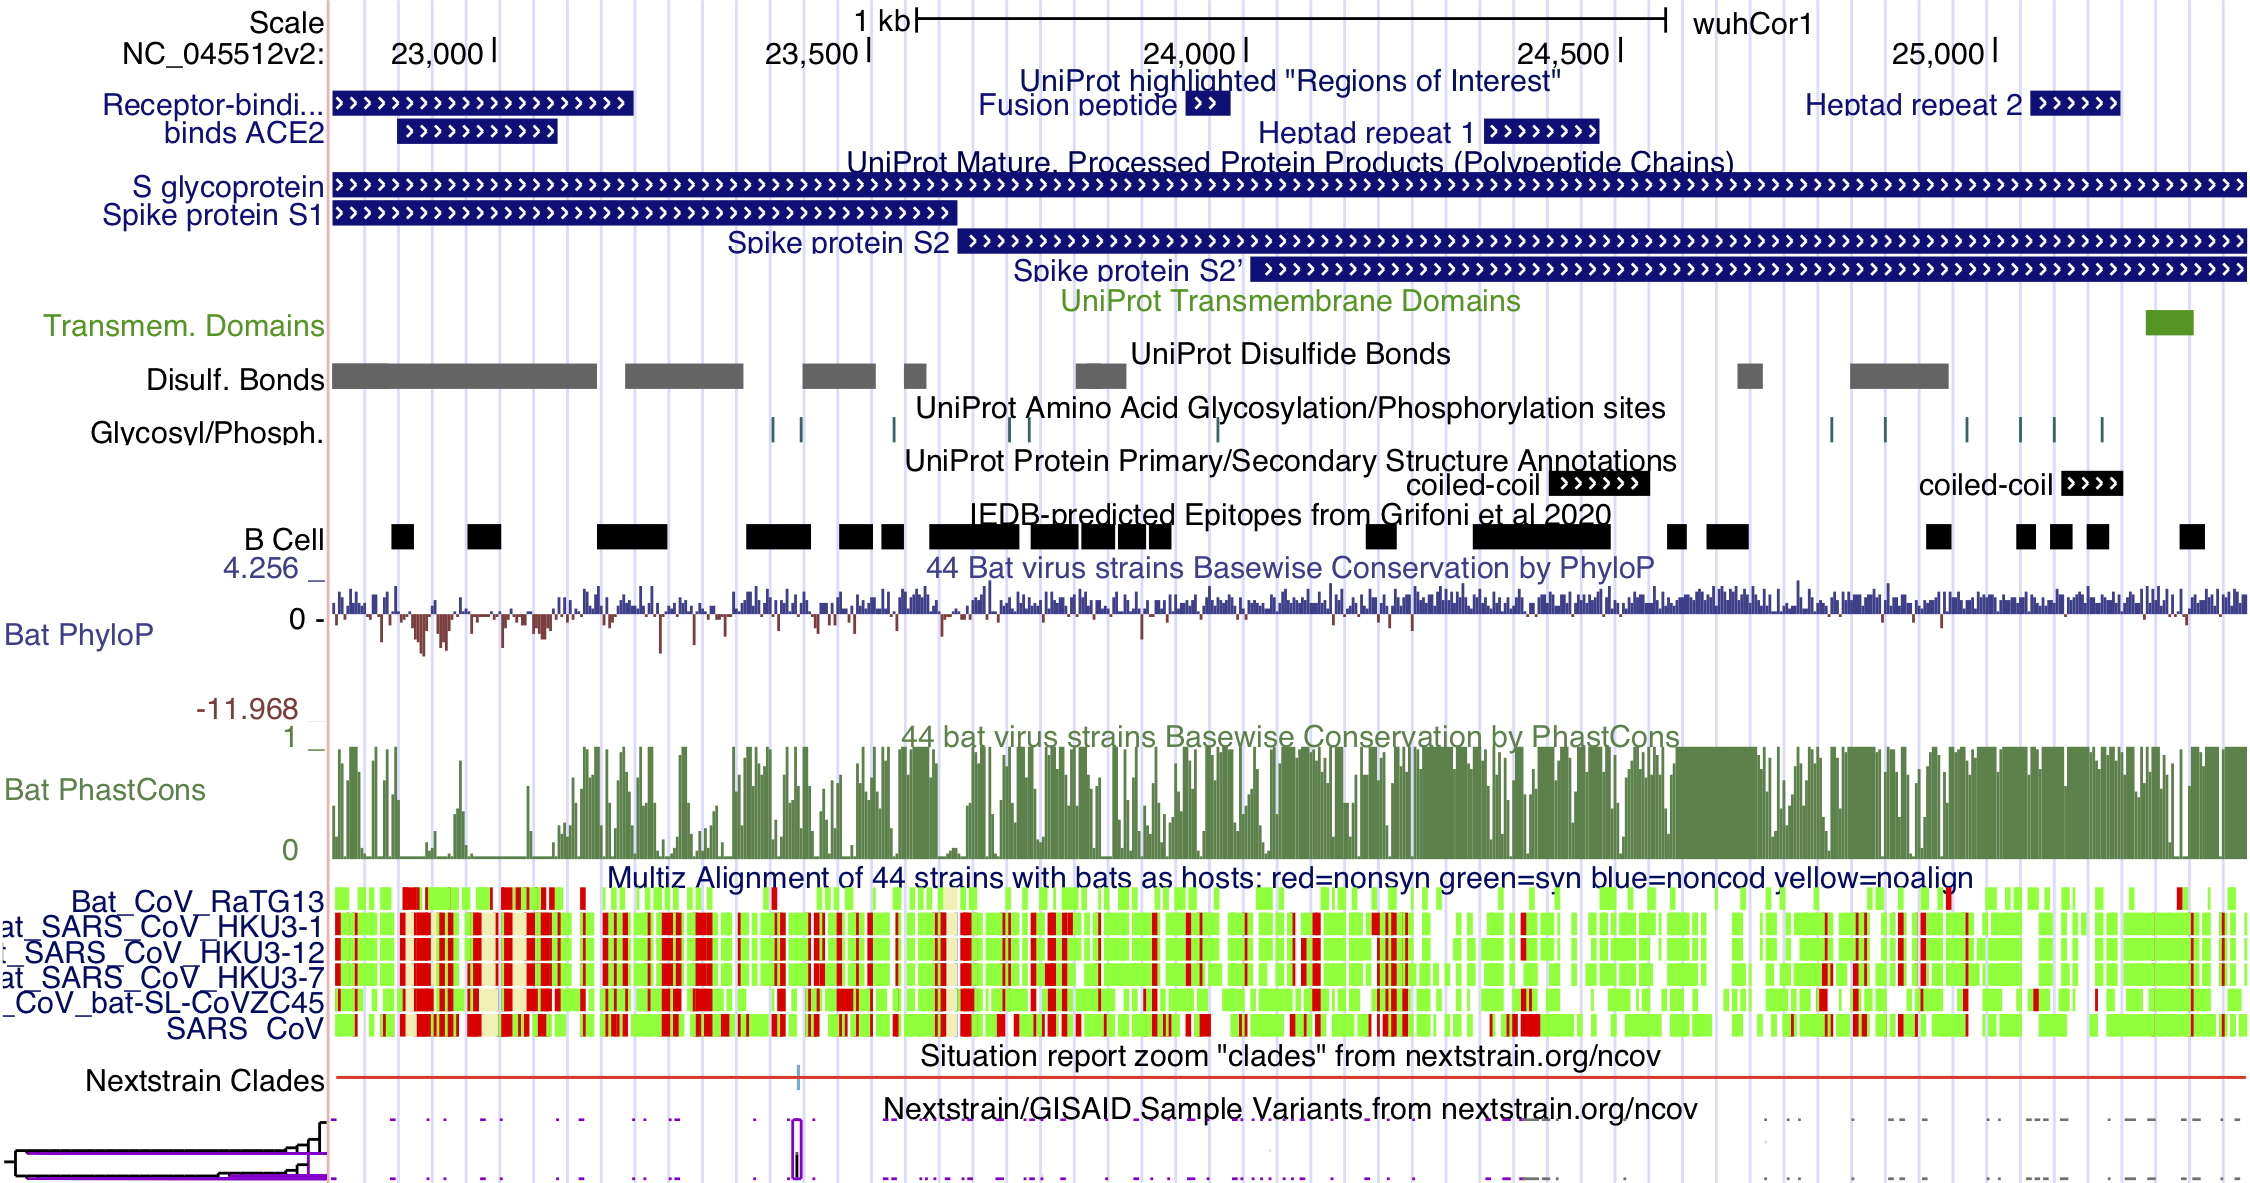 Scale 1 kb wuhCor1
NC_045512v2: 23,000 23,500 24,000 24,500 25,000
UniProt highlighted "Regions of Interest"
Receptor-bindi... Fusion peptide Heptad repeat 2
binds ACE2 Heptad repeat 1
UniProt Mature, Processed Protein Products (Polypeptide Chains)
S glycoprotein
Spike protein S1
Spike protein S2
Spike protein S2’
UniProt Transmembrane Domains
Transmem. Domains
UniProt Disulfide Bonds
Disulf. Bonds
UniProt Amino Acid Glycosylation/Phosphorylation sites
Glycosyl/Phosph.
UniProt Protein Primary/Secondary Structure Annotations
coiled-coil coiled-coil
IEDB-predicted Epitopes from Grifoni et al 2020
B Cell
44 Bat virus strains Basewise Conservation by PhyloP
4.256 _
0 -
Bat PhyloP
-11.968 _
44 bat virus strains Basewise Conservation by PhastCons
1 _
Bat PhastCons
0
Multiz Alignment of 44 strains with bats as hosts: red=nonsyn green=syn blue=noncod yellow=noalign
Bat_CoV_RaTG13
at_SARS_CoV_HKU3-1
t_SARS_CoV_HKU3-12
at_SARS_CoV_HKU3-7
_CoV_bat-SL-CoVZC45
SARS_CoV
Situation report zoom "clades" from nextstrain.org/ncov
Nextstrain Clades
Nextstrain/GISAID Sample Variants from nextstrain.org/ncov